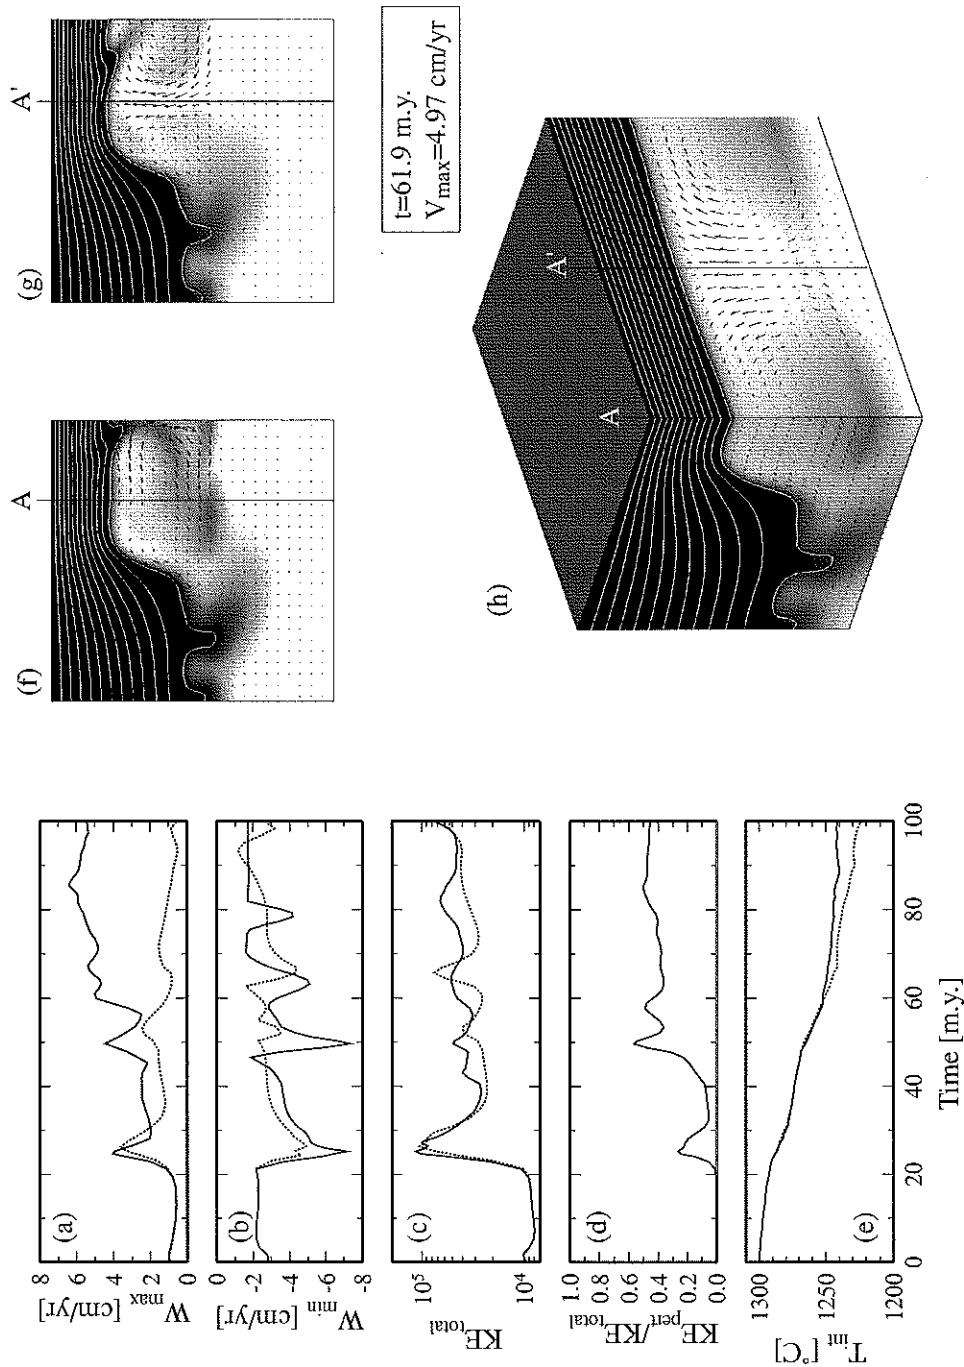 (a)
8
6
4
2
0
W_max [cm/yr]
(b)
-2
-4
-6
-8
W_min [cm/yr]
(c)
10^5
10^4
KE_total
(d)
1.0
0.8
0.6
0.4
0.2
0.0
KE_pert/KE_total
(e)
1300
1250
1200
T_int [°C]
0 20 40 60 80 100
Time [m.y.]
(f)
A
(g)
A'
t=61.9 m.y.
V_max=4.97 cm/yr
(h)
A
A'